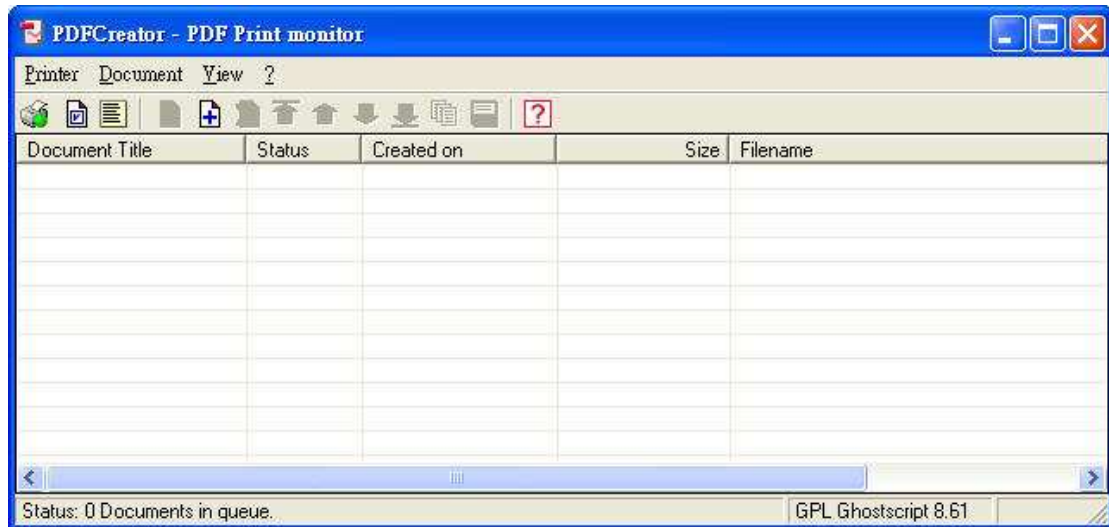 PDFCreator - PDF Print monitor
Printer Document View ?
Document Title Status Created on Size Filename
Status: 0 Documents in queue. GPL Ghostscript 8.61